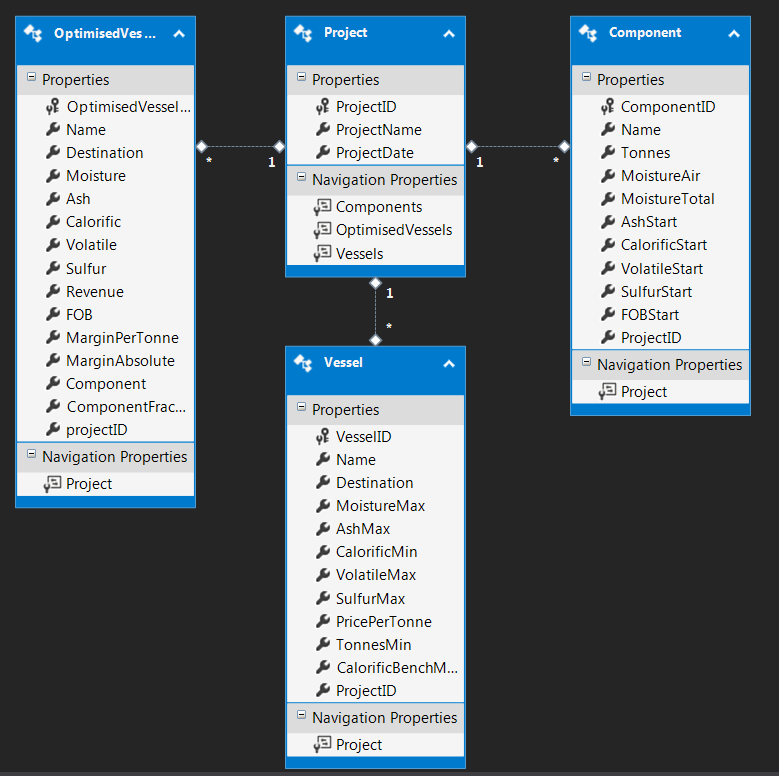 OptimisedVes ...
Properties
OptimisedVessel...
Name
Destination
Moisture
Ash
Calorific
Volatile
Sulfur
Revenue
FOB
MarginPerTonne
MarginAbsolute
Component
ComponentFrac...
projectID
Navigation Properties
Project
*
1
Project
Properties
ProjectID
ProjectName
ProjectDate
Navigation Properties
Components
OptimisedVessels
Vessels
1
*
Component
Properties
ComponentID
Name
Tonnes
MoistureAir
MoistureTotal
AshStart
CalorificStart
VolatileStart
SulfurStart
FOBStart
ProjectID
Navigation Properties
Project
1
*
Vessel
Properties
VesselID
Name
Destination
MoistureMax
AshMax
CalorificMin
VolatileMax
SulfurMax
PricePerTonne
TonnesMin
CalorificBenchM...
ProjectID
Navigation Properties
Project